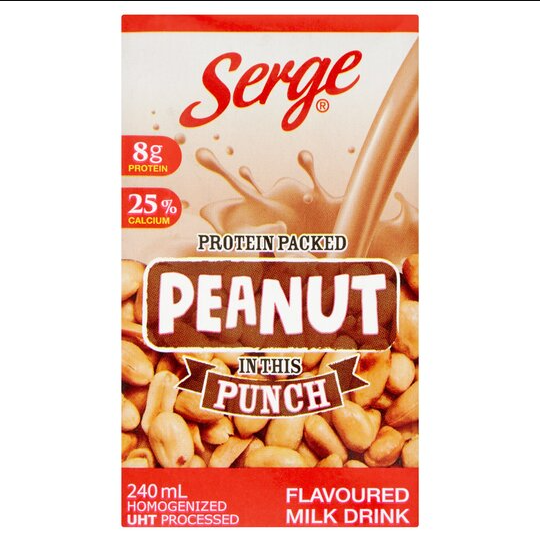 Serge®
8g
PROTEIN
25%
CALCIUM
PROTEIN PACKED
PEANUT
IN THIS
PUNCH
240 mL
HOMOGENIZED
UHT PROCESSED
FLAVOURED
MILK DRINK